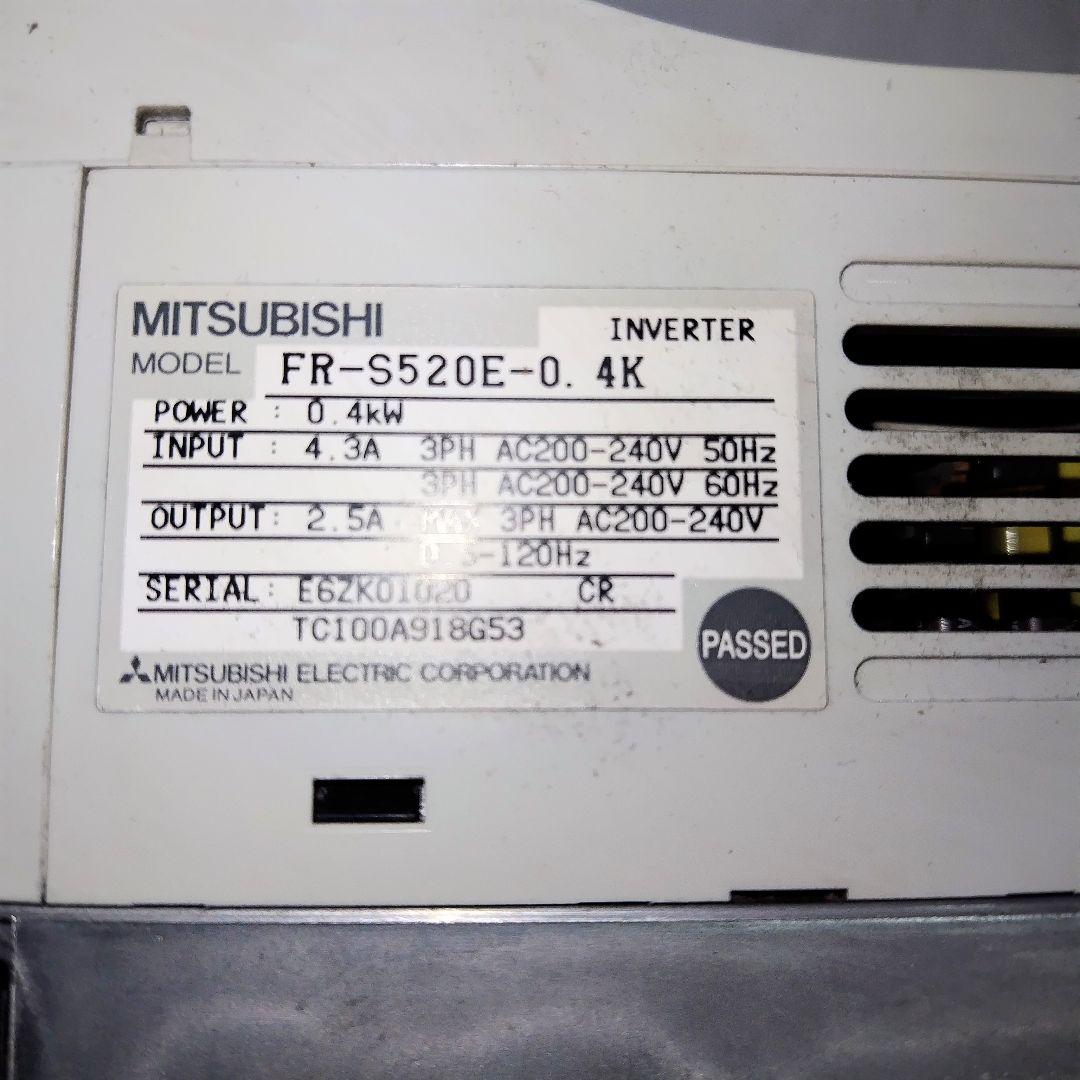 MITSUBISHI
INVERTER
MODEL FR-S520E-0.4K
POWER : 0.4kW
INPUT : 4.3A 3PH AC200-240V 50Hz
3PH AC200-240V 60Hz
OUTPUT: 2.5A MAX 3PH AC200-240V
-120Hz
SERIAL: E6ZK01020 CR
TC100A918G53
PASSED
MITSUBISHI ELECTRIC CORPORATION
MADE IN JAPAN